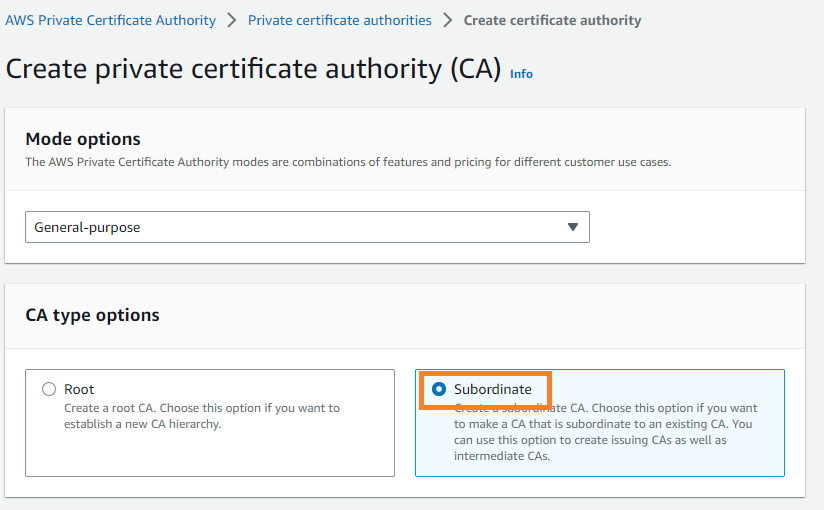 AWS Private Certificate Authority > Private certificate authorities > Create certificate authority
Create private certificate authority (CA) Info
Mode options
The AWS Private Certificate Authority modes are combinations of features and pricing for different customer use cases.
General-purpose
CA type options
Root
Create a root CA. Choose this option if you want to
establish a new CA hierarchy.
Subordinate
Create a subordinate CA. Choose this option if you want
to make a CA that is subordinate to an existing CA. You
can use this option to create issuing CAs as well as
intermediate CAs.